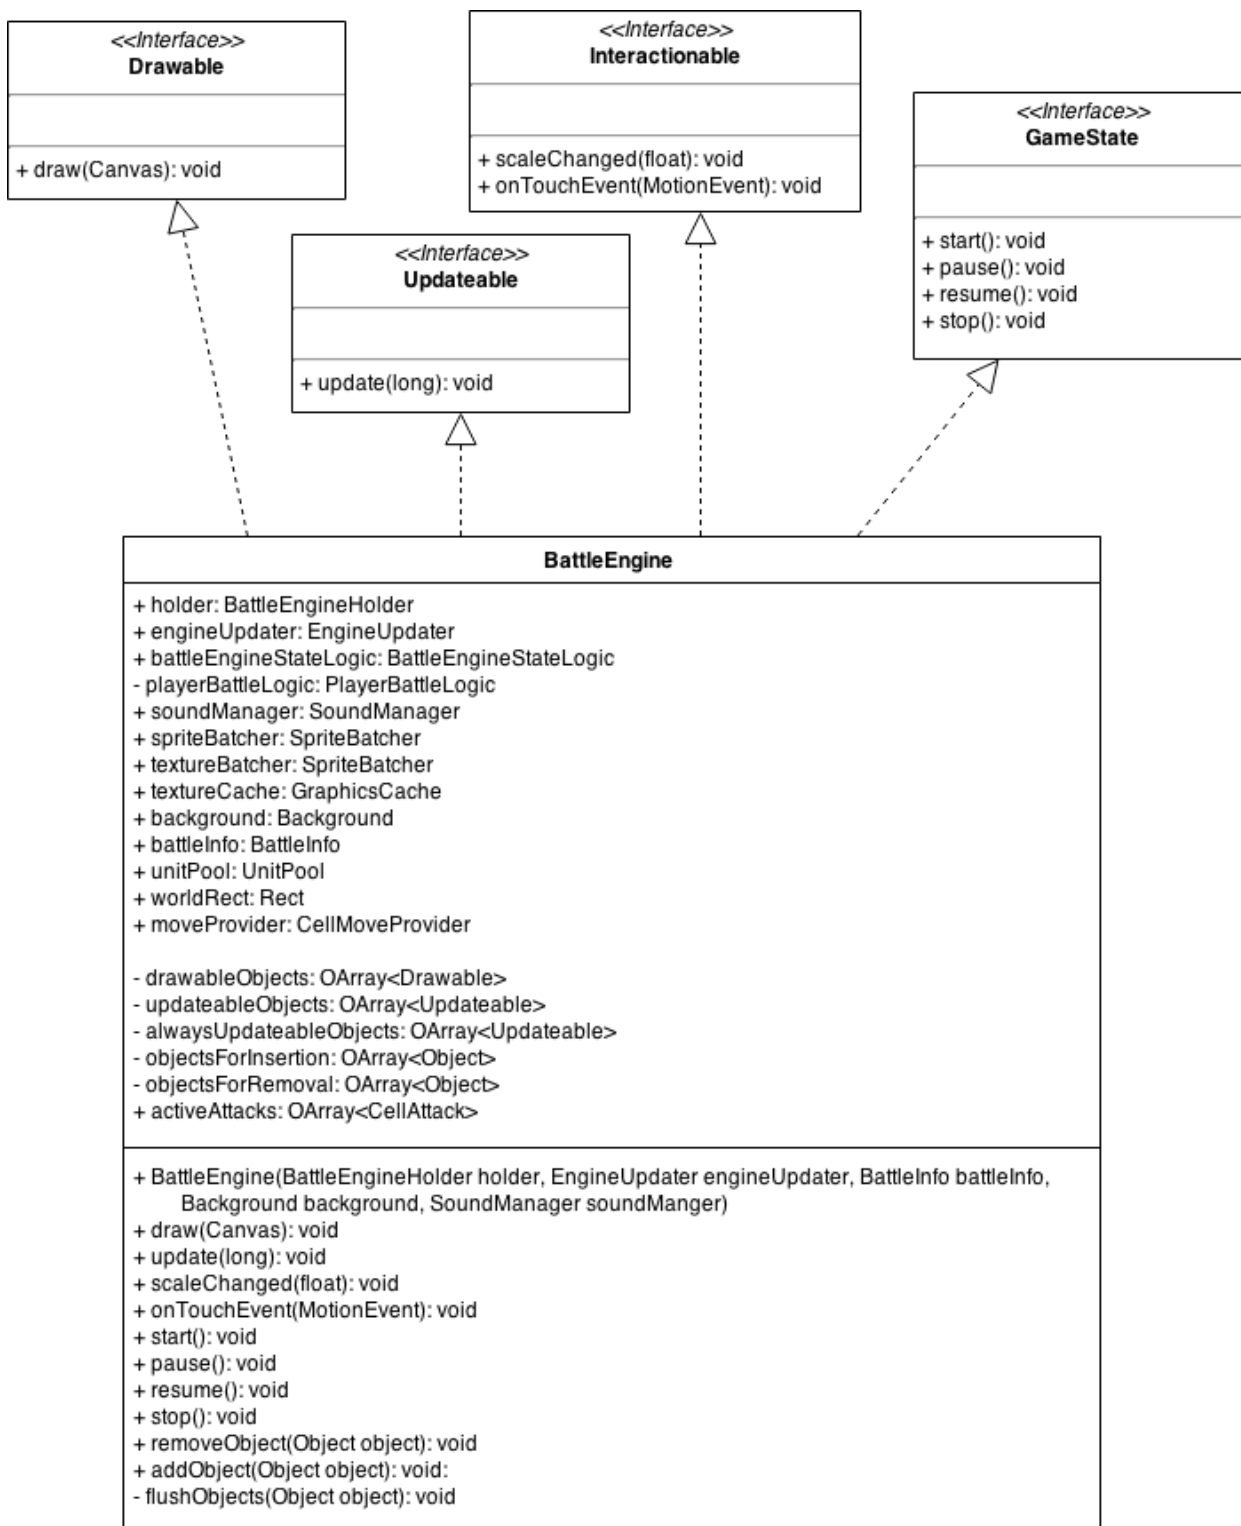 <<Interface>>
Drawable
+ draw(Canvas): void
<<Interface>>
Interactionable
+ scaleChanged(float): void
+ onTouchEvent(MotionEvent): void
<<Interface>>
GameState
+ start(): void
+ pause(): void
+ resume(): void
+ stop(): void
<<Interface>>
Updateable
+ update(long): void
BattleEngine
+ holder: BattleEngineHolder
+ engineUpdater: EngineUpdater
+ battleEngineStateLogic: BattleEngineStateLogic
- playerBattleLogic: PlayerBattleLogic
+ soundManager: SoundManager
+ spriteBatcher: SpriteBatcher
+ textureBatcher: SpriteBatcher
+ textureCache: GraphicsCache
+ background: Background
+ battleInfo: BattleInfo
+ unitPool: UnitPool
+ worldRect: Rect
+ moveProvider: CellMoveProvider
- drawableObjects: OArray<Drawable>
- updateableObjects: OArray<Updateable>
- alwaysUpdateableObjects: OArray<Updateable>
- objectsForInsertion: OArray<Object>
- objectsForRemoval: OArray<Object>
+ activeAttacks: OArray<CellAttack>
+ BattleEngine(BattleEngineHolder holder, EngineUpdater engineUpdater, BattleInfo battleInfo,
Background background, SoundManager soundManger)
+ draw(Canvas): void
+ update(long): void
+ scaleChanged(float): void
+ onTouchEvent(MotionEvent): void
+ start(): void
+ pause(): void
+ resume(): void
+ stop(): void
+ removeObject(Object object): void
+ addObject(Object object): void:
- flushObjects(Object object): void